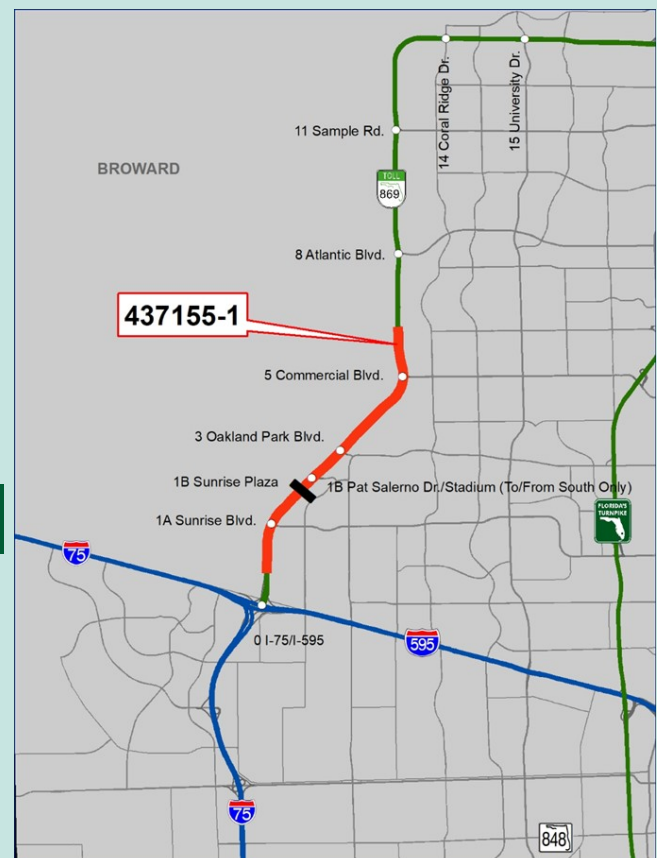 14 Coral Ridge Dr.
15 University Dr.
11 Sample Rd.
BROWARD
TOLL
869
8 Atlantic Blvd.
437155-1
5 Commercial Blvd.
3 Oakland Park Blvd.
1B Sunrise Plaza
1B Pat Salerno Dr./Stadium (To/From South Only)
1A Sunrise Blvd.
FLORIDA'S
TURNPIKE
75
0 I-75/I-595
595
75
848